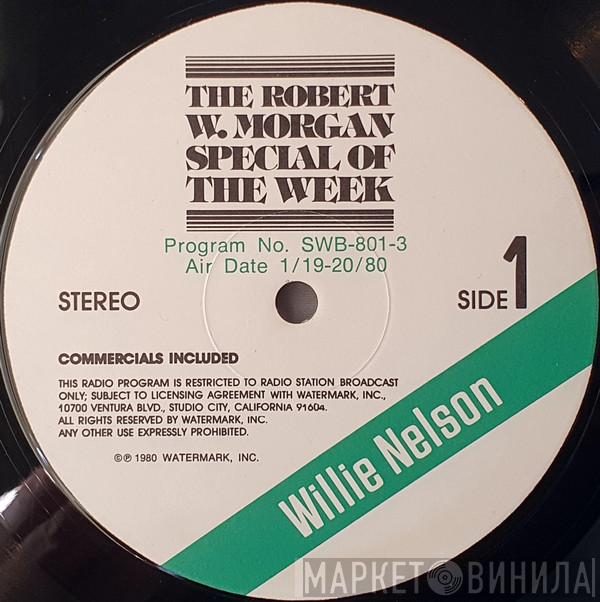 THE ROBERT
W. MORGAN
SPECIAL OF
THE WEEK
Program No. SWB-801-3
Air Date 1/19-20/80
STEREO
SIDE 1
COMMERCIALS INCLUDED
THIS RADIO PROGRAM IS RESTRICTED TO RADIO STATION BROADCAST
ONLY; SUBJECT TO LICENSING AGREEMENT WITH WATERMARK, INC.,
10700 VENTURA BLVD., STUDIO CITY, CALIFORNIA 91604.
ALL RIGHTS RESERVED BY WATERMARK, INC.
ANY OTHER USE EXPRESSLY PROHIBITED.
©℗ 1980 WATERMARK, INC.
Willie Nelson
МАРКЕТ ВИНИЛА